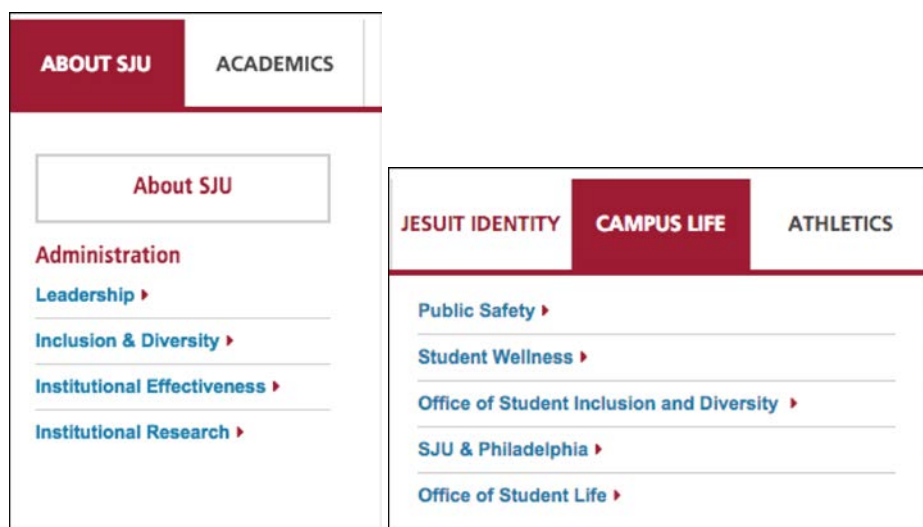 ABOUT SJU ACADEMICS
About SJU
Administration
Leadership
Inclusion & Diversity
Institutional Effectiveness
Institutional Research
JESUIT IDENTITY CAMPUS LIFE ATHLETICS
Public Safety
Student Wellness
Office of Student Inclusion and Diversity
SJU & Philadelphia
Office of Student Life